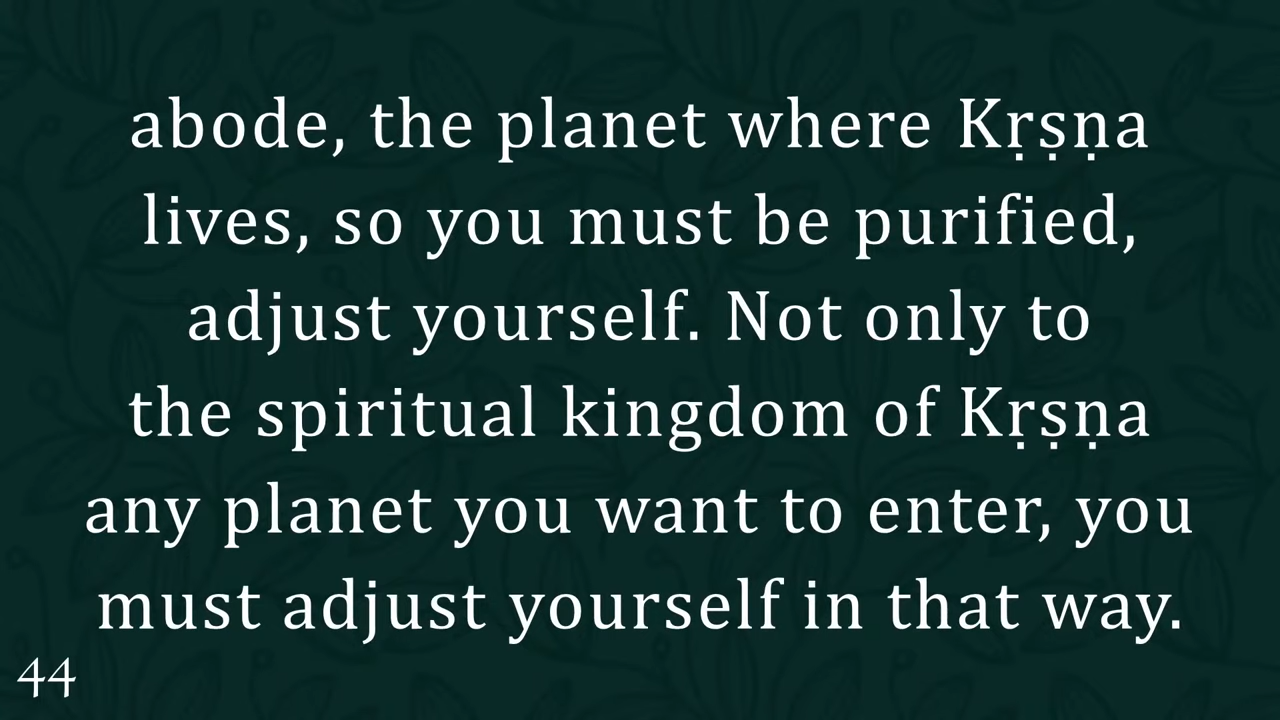 abode, the planet where Kṛṣṇa
lives, so you must be purified,
adjust yourself. Not only to
the spiritual kingdom of Kṛṣṇa
any planet you want to enter, you
must adjust yourself in that way.
44